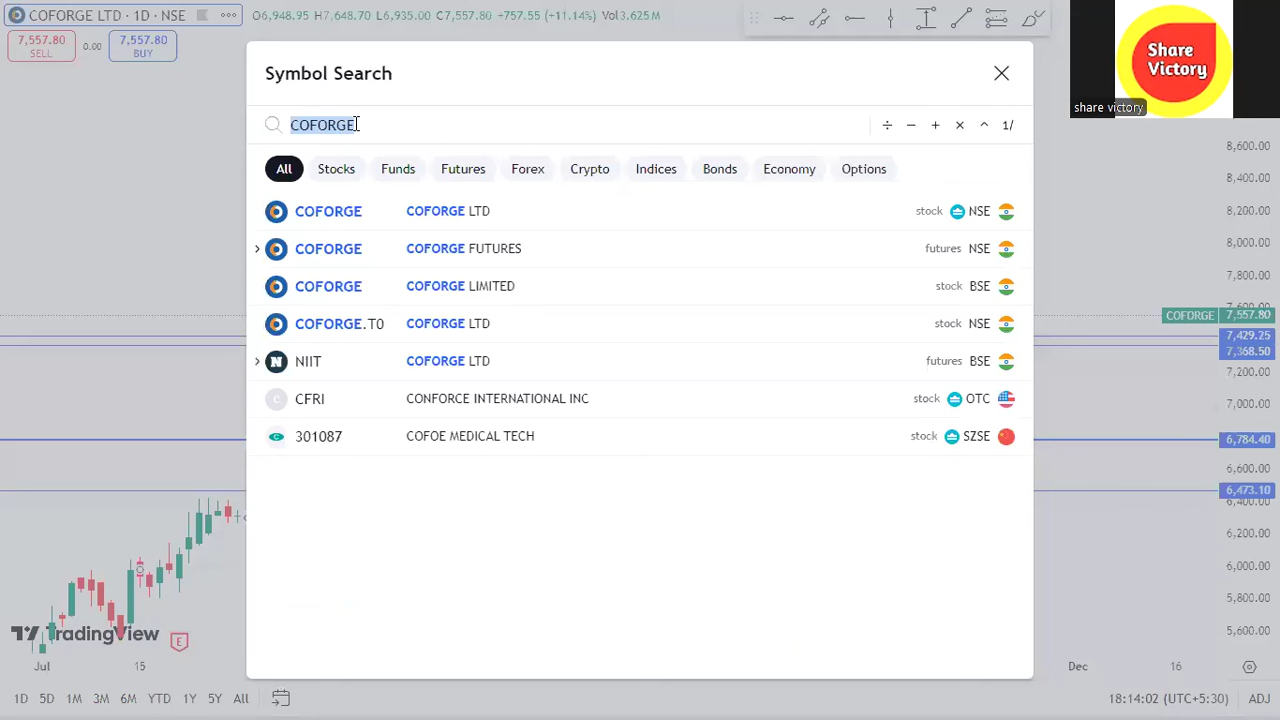 COFORGE LTD · 1D · NSE ••• O6,948.95 H7,648.70 L6,935.00 C7,557.80 +757.55 (+11.14%) Vol3.625 M
7,557.80 SELL 0.00 7,557.80 BUY
Share
Victory
share victory
Symbol Search
COFORGE ÷ − + × ^ 1/
All Stocks Funds Futures Forex Crypto Indices Bonds Economy Options
COFORGE COFORGE LTD stock NSE
COFORGE COFORGE FUTURES futures NSE
COFORGE COFORGE LIMITED stock BSE
COFORGE.T0 COFORGE LTD stock NSE
N NIIT COFORGE LTD futures BSE
C CFRI CONFORCE INTERNATIONAL INC stock OTC
301087 COFOE MEDICAL TECH stock SZSE
8,600.00
8,400.00
8,200.00
8,000.00
7,800.00
COFORGE 7,557.80
7,429.25
7,368.50
7,200.00
7,000.00
6,784.40
6,600.00
6,473.10
6,400.00
6,200.00
6,000.00
5,800.00
5,600.00
TradingView E
Jul 15 Dec 16
1D 5D 1M 3M 6M YTD 1Y 5Y All 18:14:02 (UTC+5:30) ADJ